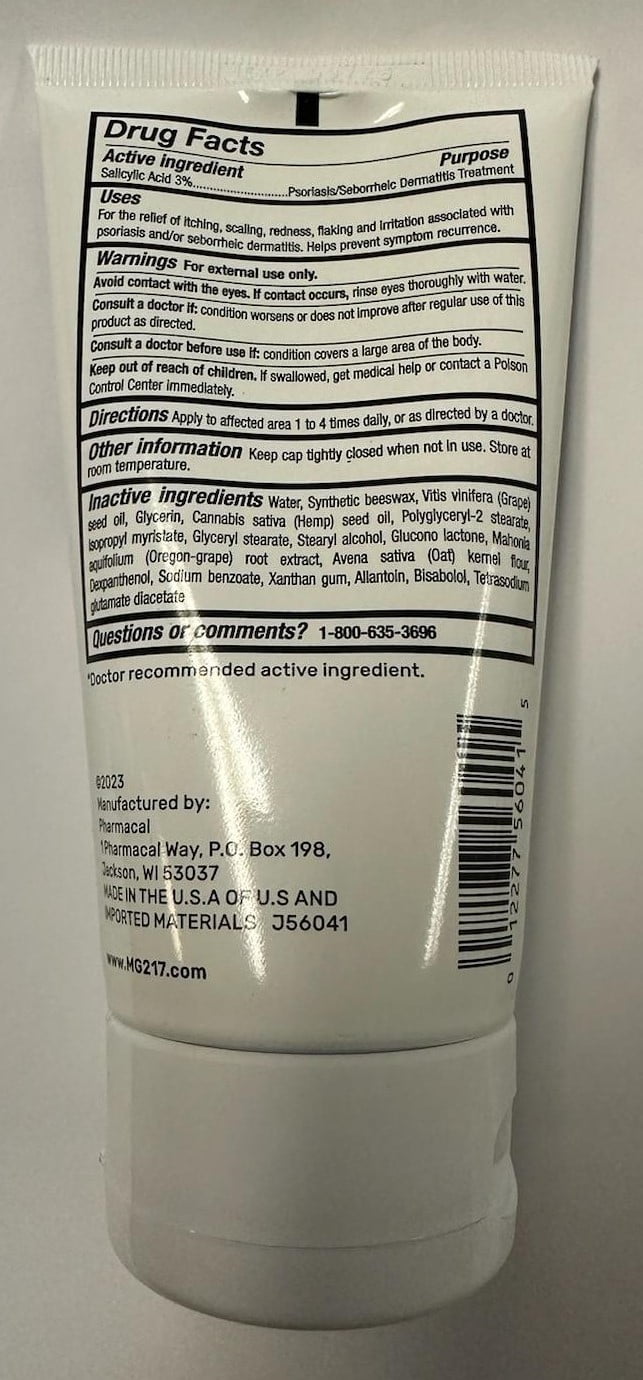 Drug Facts
Active ingredient Purpose
Salicylic Acid 3%..............................Psoriasis/Seborrheic Dermatitis Treatment
Uses
For the relief of itching, scaling, redness, flaking and irritation associated with
psoriasis and/or seborrheic dermatitis. Helps prevent symptom recurrence.
Warnings For external use only.
Avoid contact with the eyes. If contact occurs, rinse eyes thoroughly with water.
Consult a doctor if: condition worsens or does not improve after regular use of this
product as directed.
Consult a doctor before use if: condition covers a large area of the body.
Keep out of reach of children. If swallowed, get medical help or contact a Poison
Control Center immediately.
Directions Apply to affected area 1 to 4 times daily, or as directed by a doctor.
Other information Keep cap tightly closed when not in use. Store at
room temperature.
Inactive ingredients Water, Synthetic beeswax, Vitis vinifera (Grape)
seed oil, Glycerin, Cannabis sativa (Hemp) seed oil, Polyglyceryl-2 stearate,
Isopropyl myristate, Glyceryl stearate, Stearyl alcohol, Glucono lactone, Mahonia
aquifolium (Oregon-grape) root extract, Avena sativa (Oat) kernel flour,
Dexpanthenol, Sodium benzoate, Xanthan gum, Allantoin, Bisabolol, Tetrasodium
glutamate diacetate
Questions or comments? 1-800-635-3696
*Doctor recommended active ingredient.
©2023
Manufactured by:
Pharmacal
1 Pharmacal Way, P.O. Box 198,
Jackson, WI 53037
MADE IN THE U.S.A OF U.S AND
IMPORTED MATERIALS J56041
www.MG217.com
0 12277 56041 5